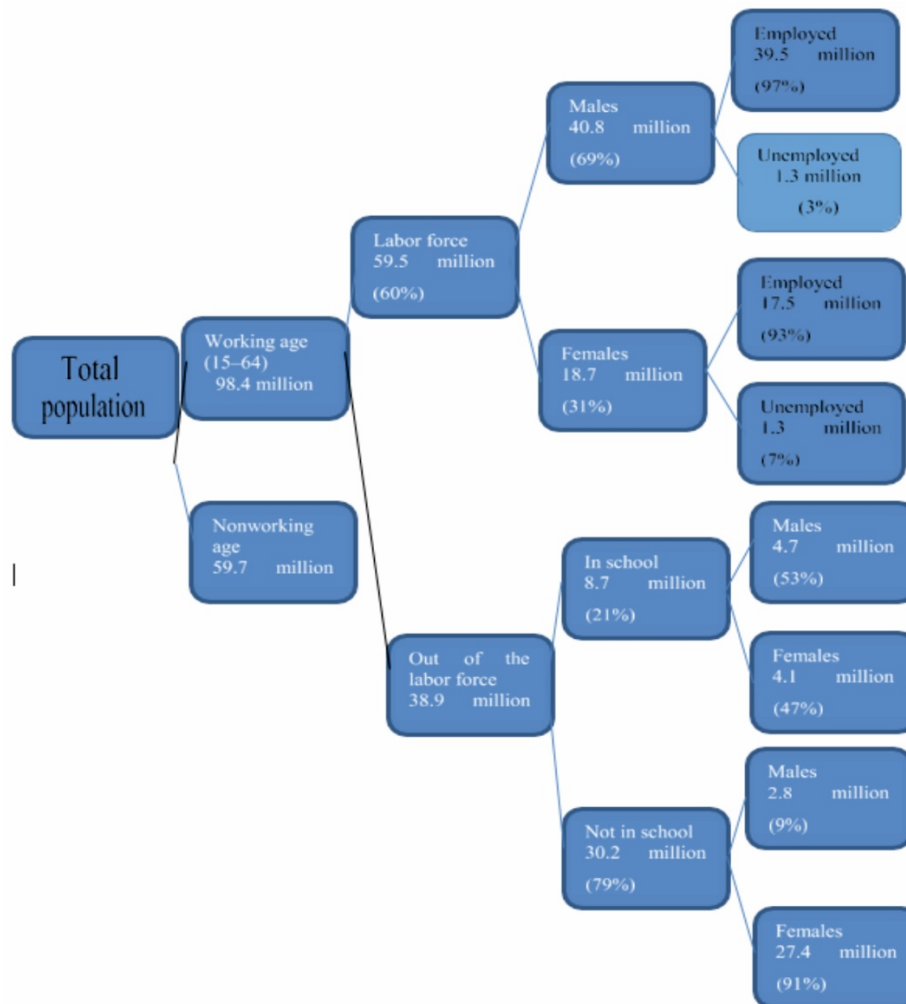 Total
population
Working age
(15–64)
98.4 million
Nonworking
age
59.7 million
Labor force
59.5 million
(60%)
Out of the
labor force
38.9 million
Males
40.8 million
(69%)
Females
18.7 million
(31%)
In school
8.7 million
(21%)
Not in school
30.2 million
(79%)
Employed
39.5 million
(97%)
Unemployed
1.3 million
(3%)
Employed
17.5 million
(93%)
Unemployed
1.3 million
(7%)
Males
4.7 million
(53%)
Females
4.1 million
(47%)
Males
2.8 million
(9%)
Females
27.4 million
(91%)